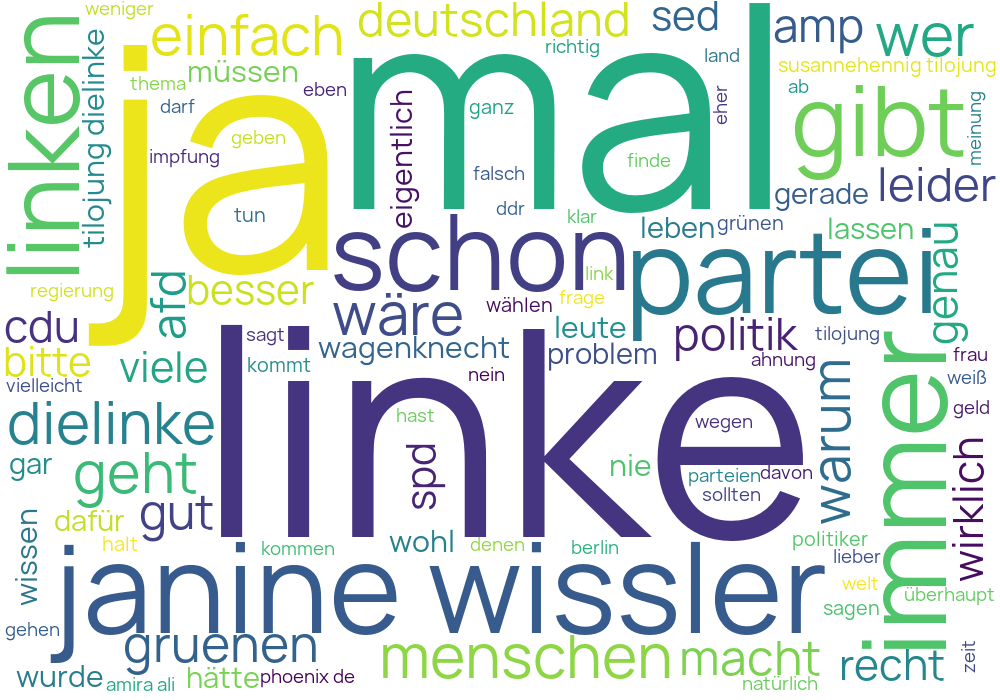 weniger
linken
ja
mal
einfach
deutschland
sed
amp
wer
richtig
land
susannehennig tilojung
tilojung dielinke
thema
müssen
eben
ganz
eher
ab
gibt
meinung
darf
geben
impfung
eigentlich
falsch
finde
gerade
leider
tun
ddr
klar
leben
grünen
lassen
schon
partei
genau
regierung
afd
besser
link
wäre
wählen
frage
cdu
sagt
wagenknecht
leute
politik
tilojung
bitte
viele
kommt
problem
ahnung
frau
vielleicht
nein
weiß
linke
immer
warum
dielinke
hast
wegen
geld
gar
geht
spd
nie
parteien
davon
wirklich
sollten
dafür
gut
wissen
halt
kommen
wohl
denen
berlin
politiker
lieber
janine wissler
welt
überhaupt
sagen
gehen
gruenen
menschen
macht
recht
zeit
wurde
amira ali
hätte
phoenix de
natürlich